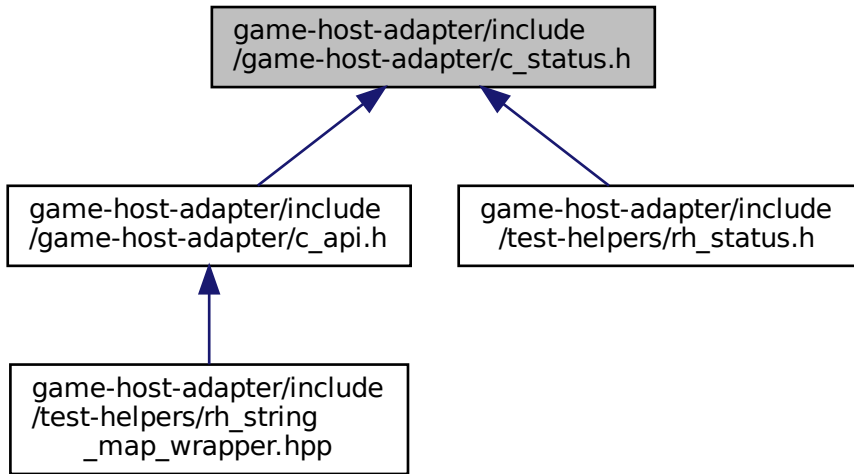 game-host-adapter/include
/game-host-adapter/c_status.h
game-host-adapter/include
/game-host-adapter/c_api.h
game-host-adapter/include
/test-helpers/rh_status.h
game-host-adapter/include
/test-helpers/rh_string
_map_wrapper.hpp